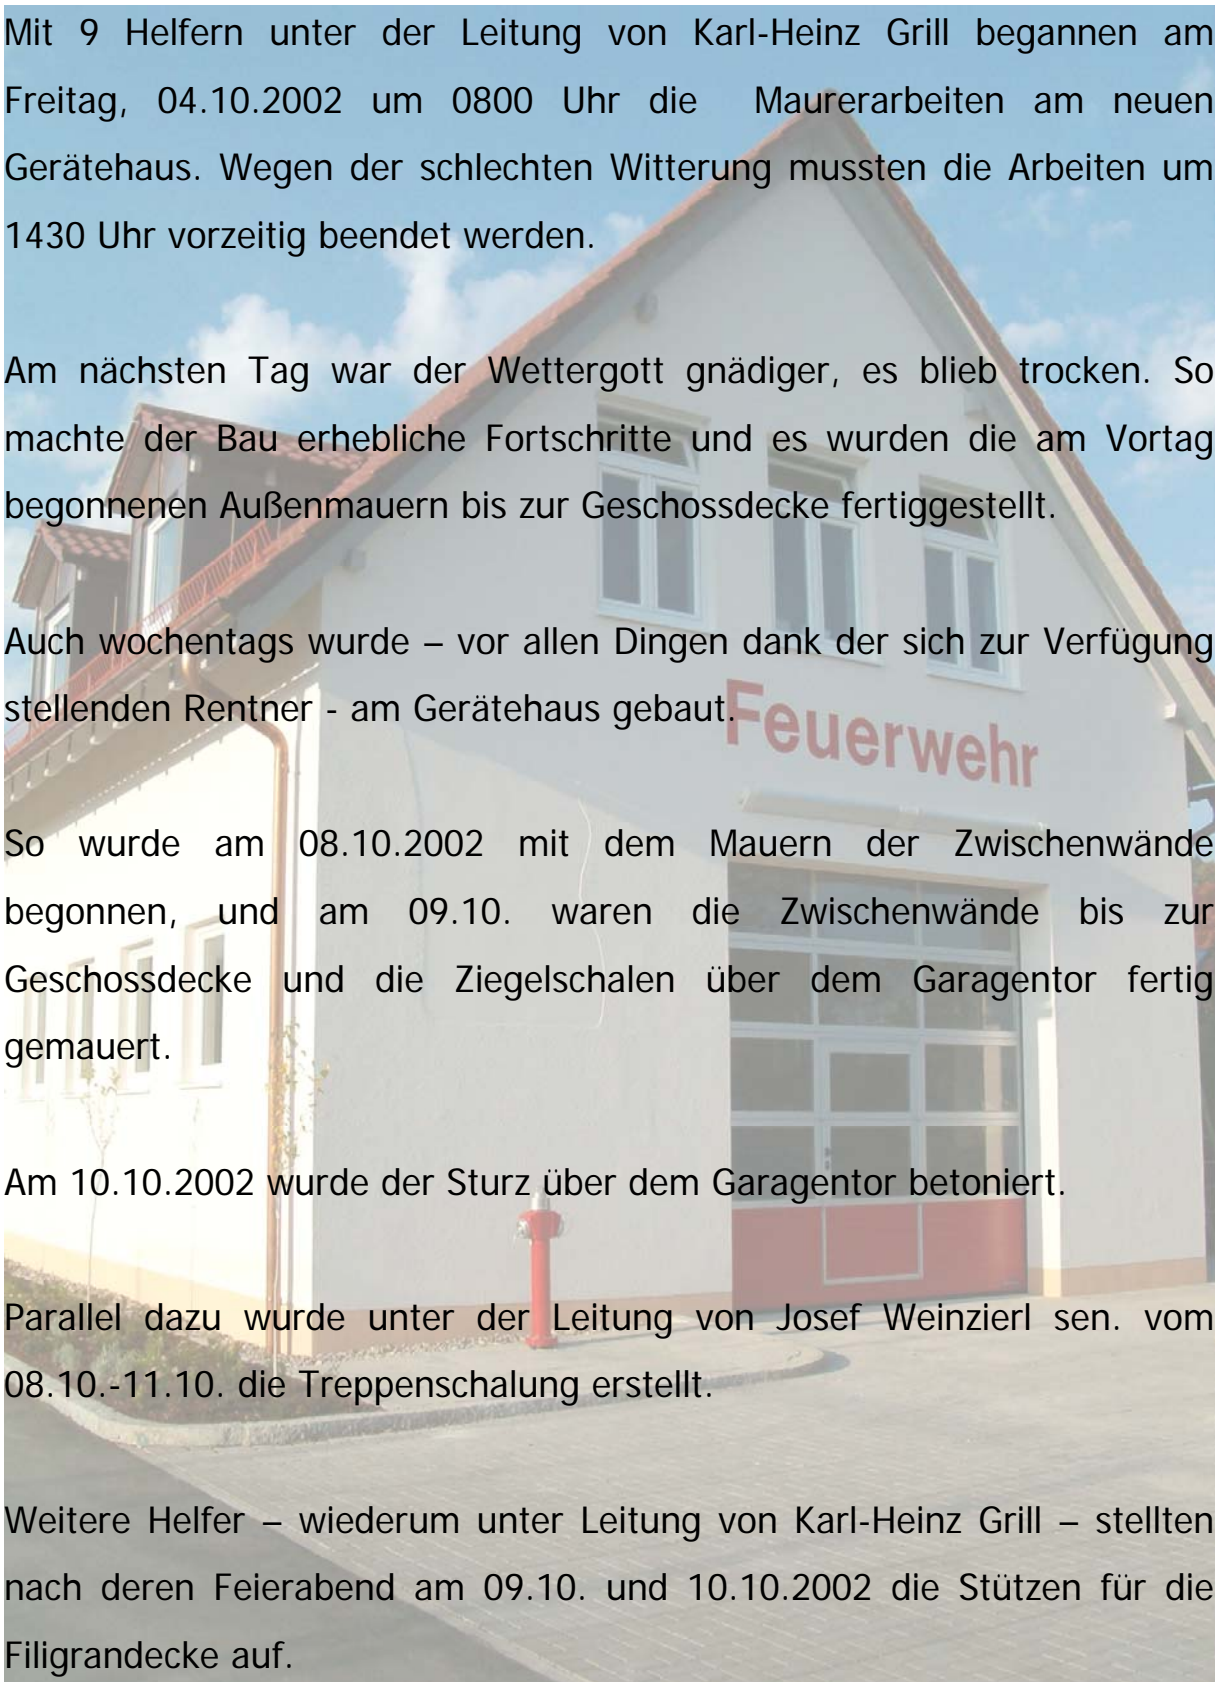 Mit 9 Helfern unter der Leitung von Karl-Heinz Grill begannen am
Freitag, 04.10.2002 um 0800 Uhr die Maurerarbeiten am neuen
Gerätehaus. Wegen der schlechten Witterung mussten die Arbeiten um
1430 Uhr vorzeitig beendet werden.
Am nächsten Tag war der Wettergott gnädiger, es blieb trocken. So
machte der Bau erhebliche Fortschritte und es wurden die am Vortag
begonnenen Außenmauern bis zur Geschossdecke fertiggestellt.
Auch wochentags wurde – vor allen Dingen dank der sich zur Verfügung
stellenden Rentner - am Gerätehaus gebaut.
Feuerwehr
So wurde am 08.10.2002 mit dem Mauern der Zwischenwände
begonnen, und am 09.10. waren die Zwischenwände bis zur
Geschossdecke und die Ziegelschalen über dem Garagentor fertig
gemauert.
Am 10.10.2002 wurde der Sturz über dem Garagentor betoniert.
Parallel dazu wurde unter der Leitung von Josef Weinzierl sen. vom
08.10.-11.10. die Treppenschalung erstellt.
Weitere Helfer – wiederum unter Leitung von Karl-Heinz Grill – stellten
nach deren Feierabend am 09.10. und 10.10.2002 die Stützen für die
Filigrandecke auf.